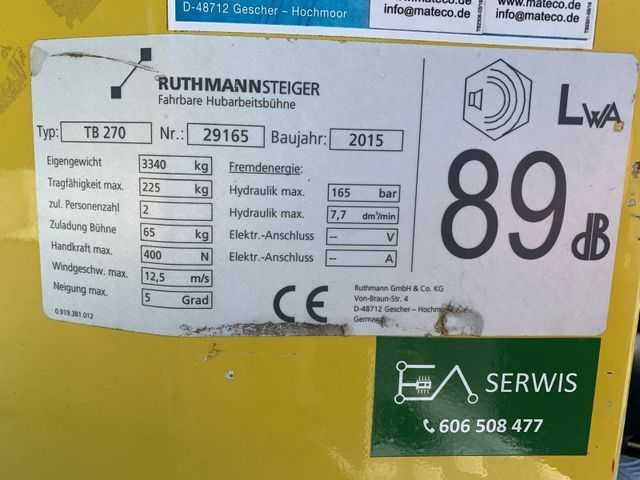 D-48712 Gescher – Hochmoor
info@mateco.de
www.mateco.de
info@mateco.de
RUTHMANNSTEIGER
Fahrbare Hubarbeitsbühne
Typ: TB 270 Nr.: 29165 Baujahr: 2015
Eigengewicht 3340 kg
Tragfähigkeit max. 225 kg
zul. Personenzahl 2
Zuladung Bühne 65 kg
Handkraft max. 400 N
Windgeschw. max. 12,5 m/s
Neigung max. 5 Grad
0.919.381.012
Fremdenergie:
Hydraulik max. 165 bar
Hydraulik max. 7,7 dm³/min
Elektr.-Anschluss -- V
Elektr.-Anschluss -- A
CE
Ruthmann GmbH & Co. KG
Von-Braun-Str. 4
D-48712 Gescher – Hochmoor
Germany
LWA
89 dB
EA SERWIS
606 508 477